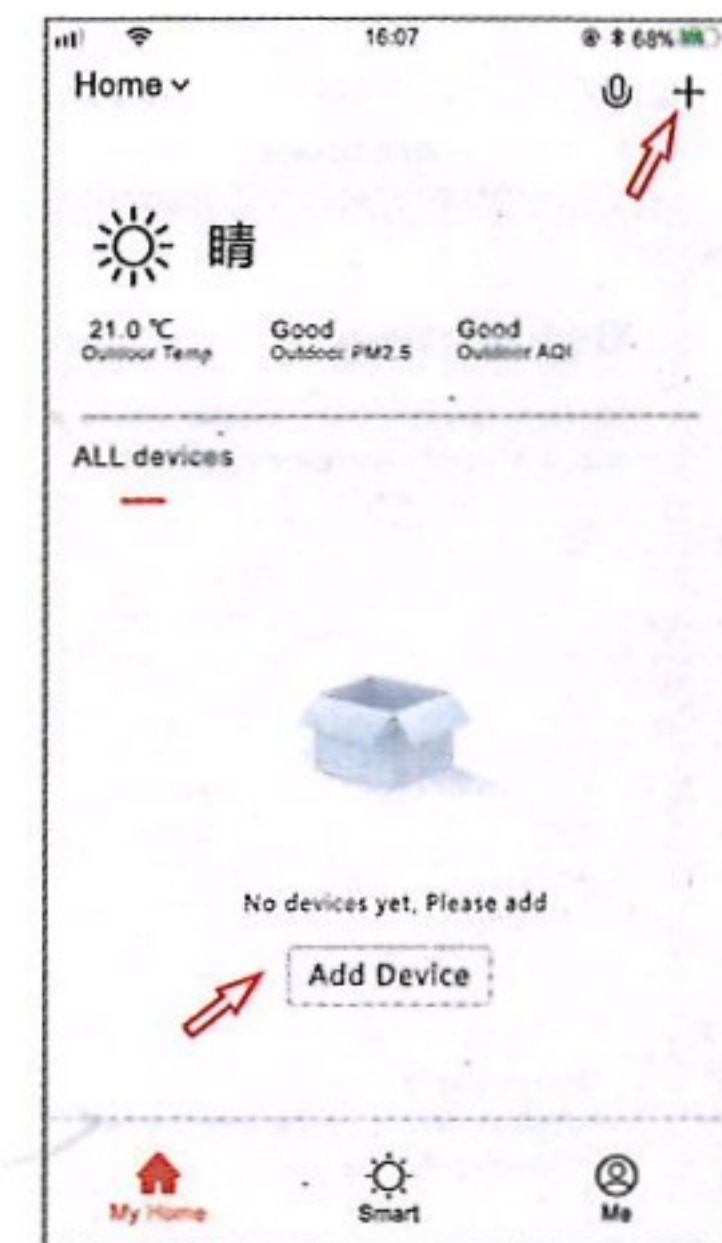 16:07 68%
Home
晴
21.0 ℃ Good Good
Outdoor Temp Outdoor PM2.5 Outdoor AQI
ALL devices
No devices yet, Please add
Add Device
My Home Smart Me